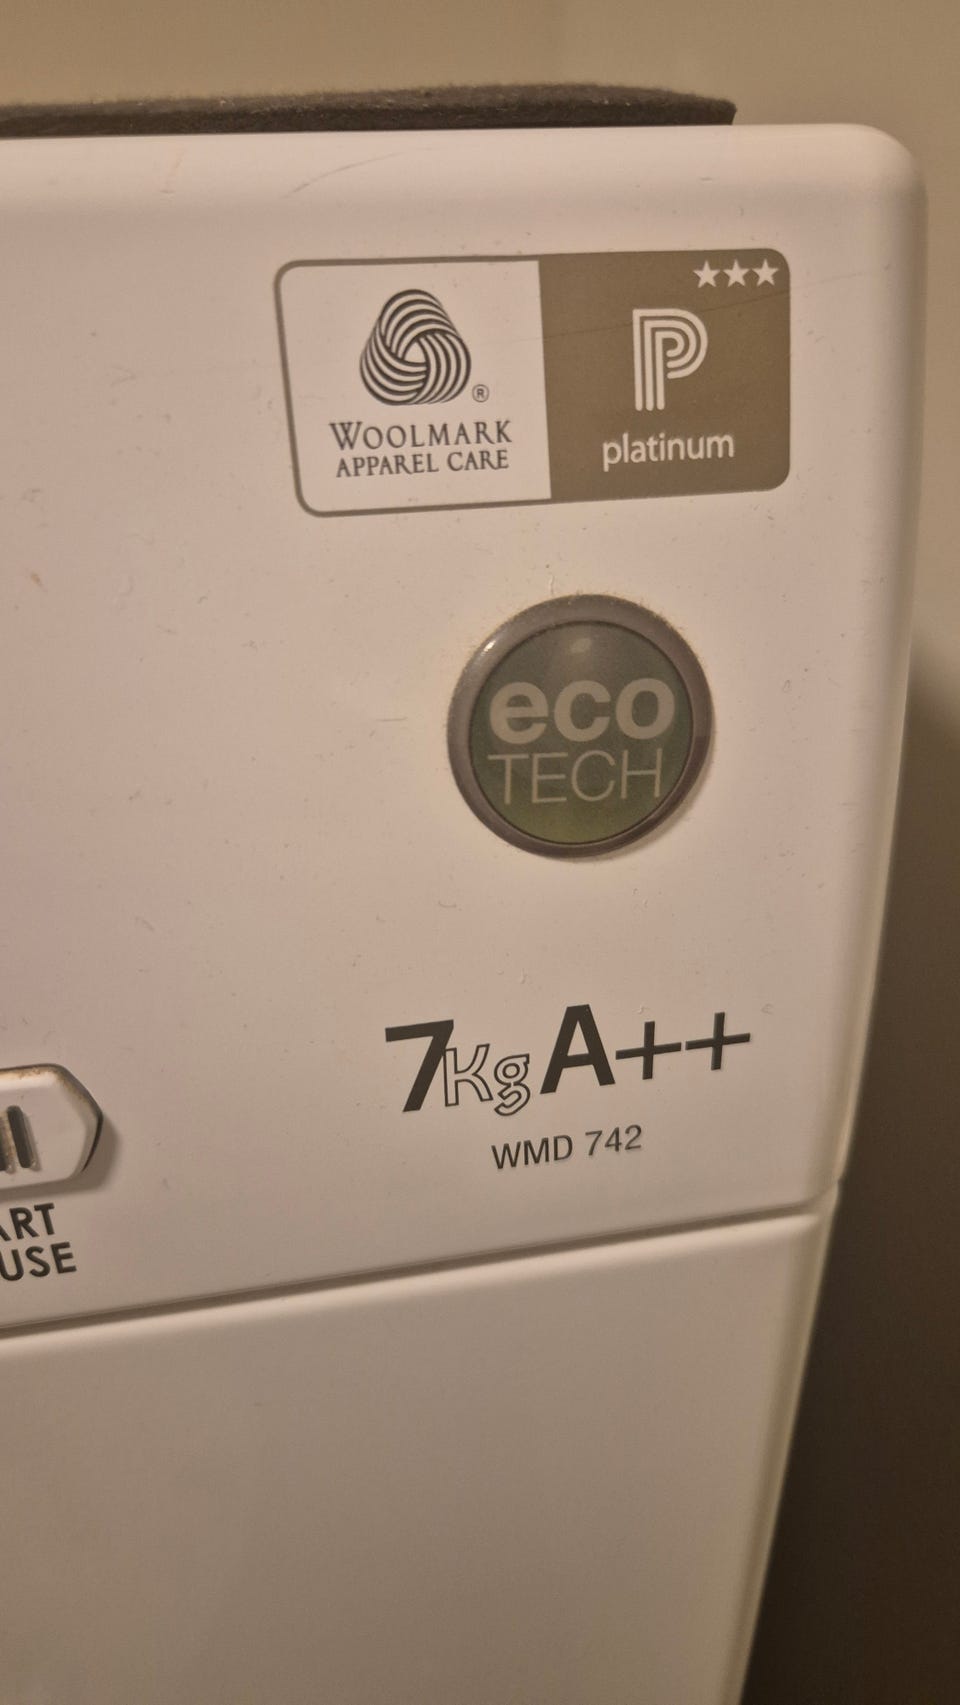 ★★★
P
WOOLMARK
APPAREL CARE
®
platinum
eco
TECH
7Kg A++
WMD 742
ART
USE